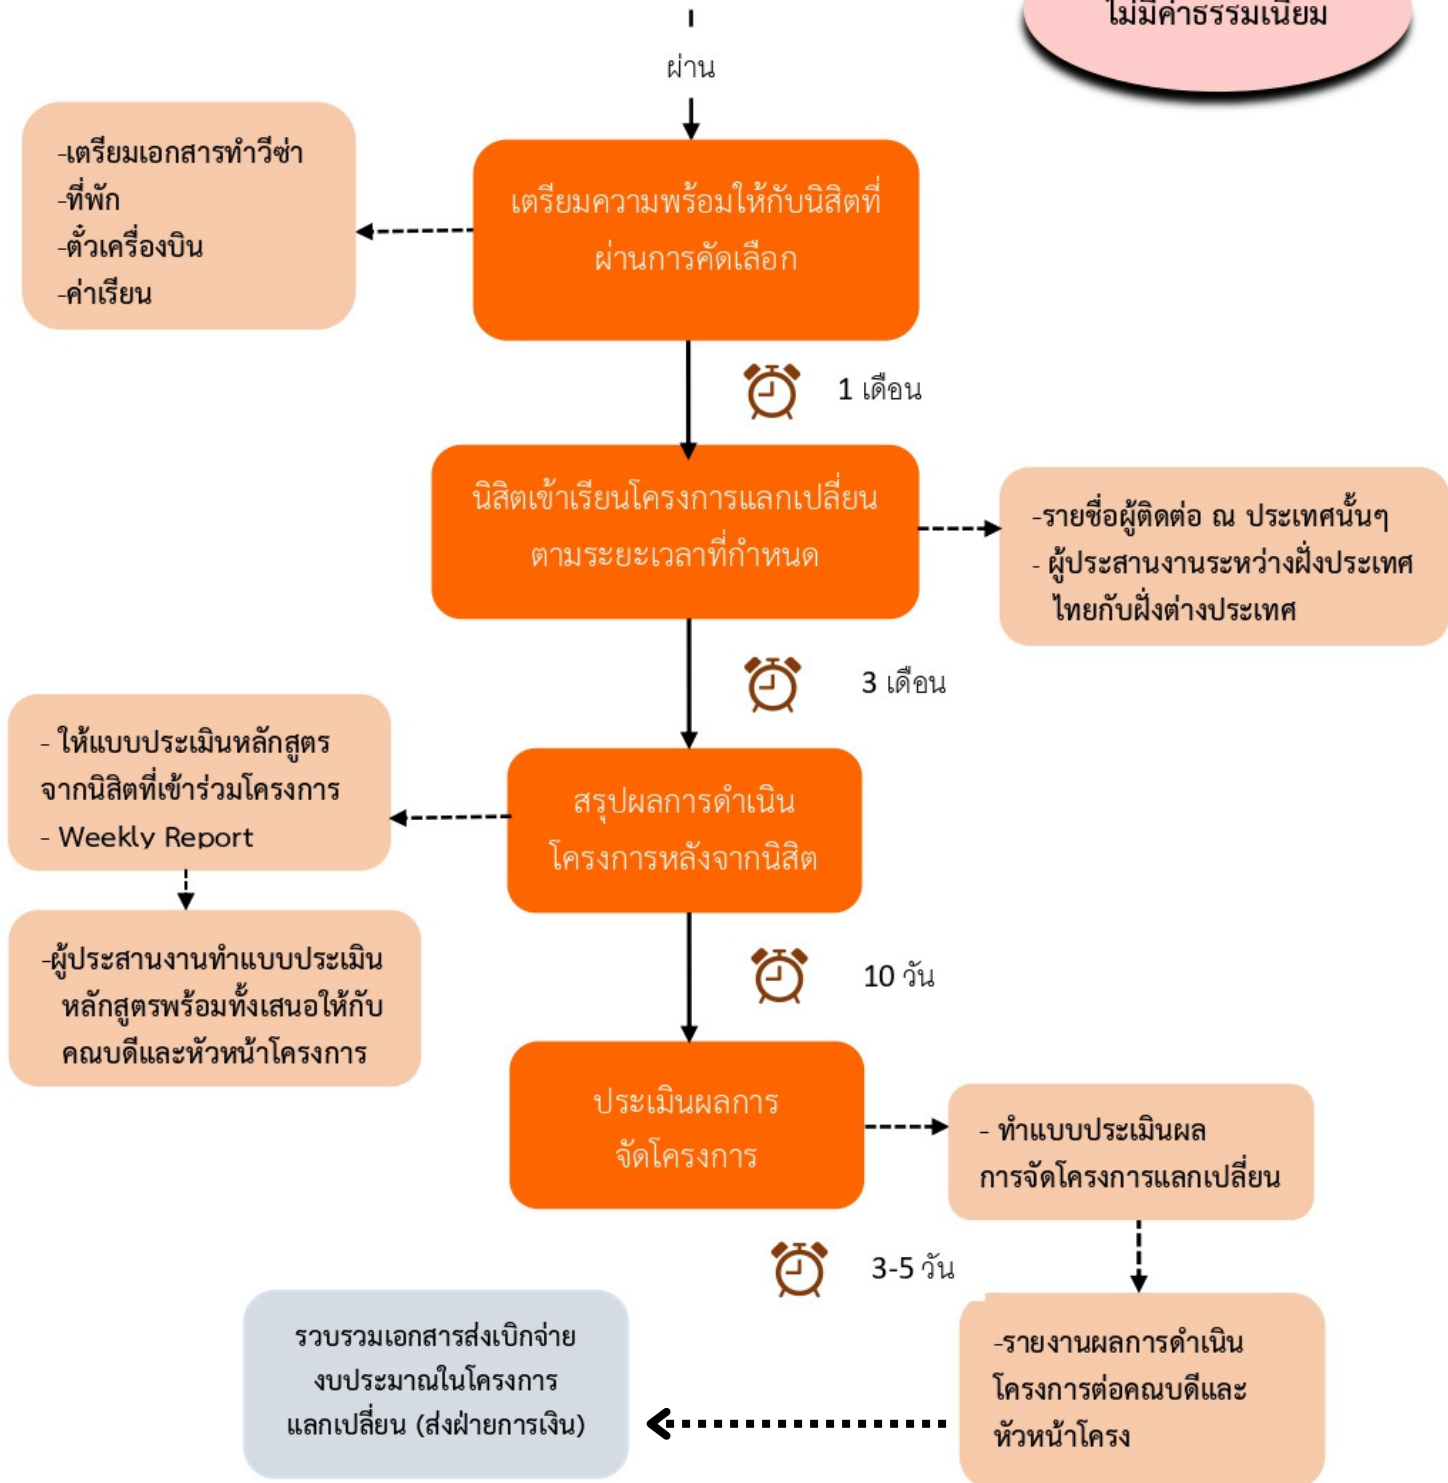 ไม่มีค่าธรรมเนียม
ผ่าน
-เตรียมเอกสารทำวีซ่า
-ที่พัก
-ตั๋วเครื่องบิน
-ค่าเรียน
เตรียมความพร้อมให้กับนิสิตที่
ผ่านการคัดเลือก
1 เดือน
นิสิตเข้าเรียนโครงการแลกเปลี่ยน
ตามระยะเวลาที่กำหนด
-รายชื่อผู้ติดต่อ ณ ประเทศนั้นๆ
- ผู้ประสานงานระหว่างฝั่งประเทศ
ไทยกับฝั่งต่างประเทศ
3 เดือน
- ให้แบบประเมินหลักสูตร
จากนิสิตที่เข้าร่วมโครงการ
- Weekly Report
สรุปผลการดำเนิน
โครงการหลังจากนิสิต
-ผู้ประสานงานทำแบบประเมิน
หลักสูตรพร้อมทั้งเสนอให้กับ
คณบดีและหัวหน้าโครงการ
10 วัน
ประเมินผลการ
จัดโครงการ
- ทำแบบประเมินผล
การจัดโครงการแลกเปลี่ยน
3-5 วัน
รวบรวมเอกสารส่งเบิกจ่าย
งบประมาณในโครงการ
แลกเปลี่ยน (ส่งฝ่ายการเงิน)
-รายงานผลการดำเนิน
โครงการต่อคณบดีและ
หัวหน้าโครง